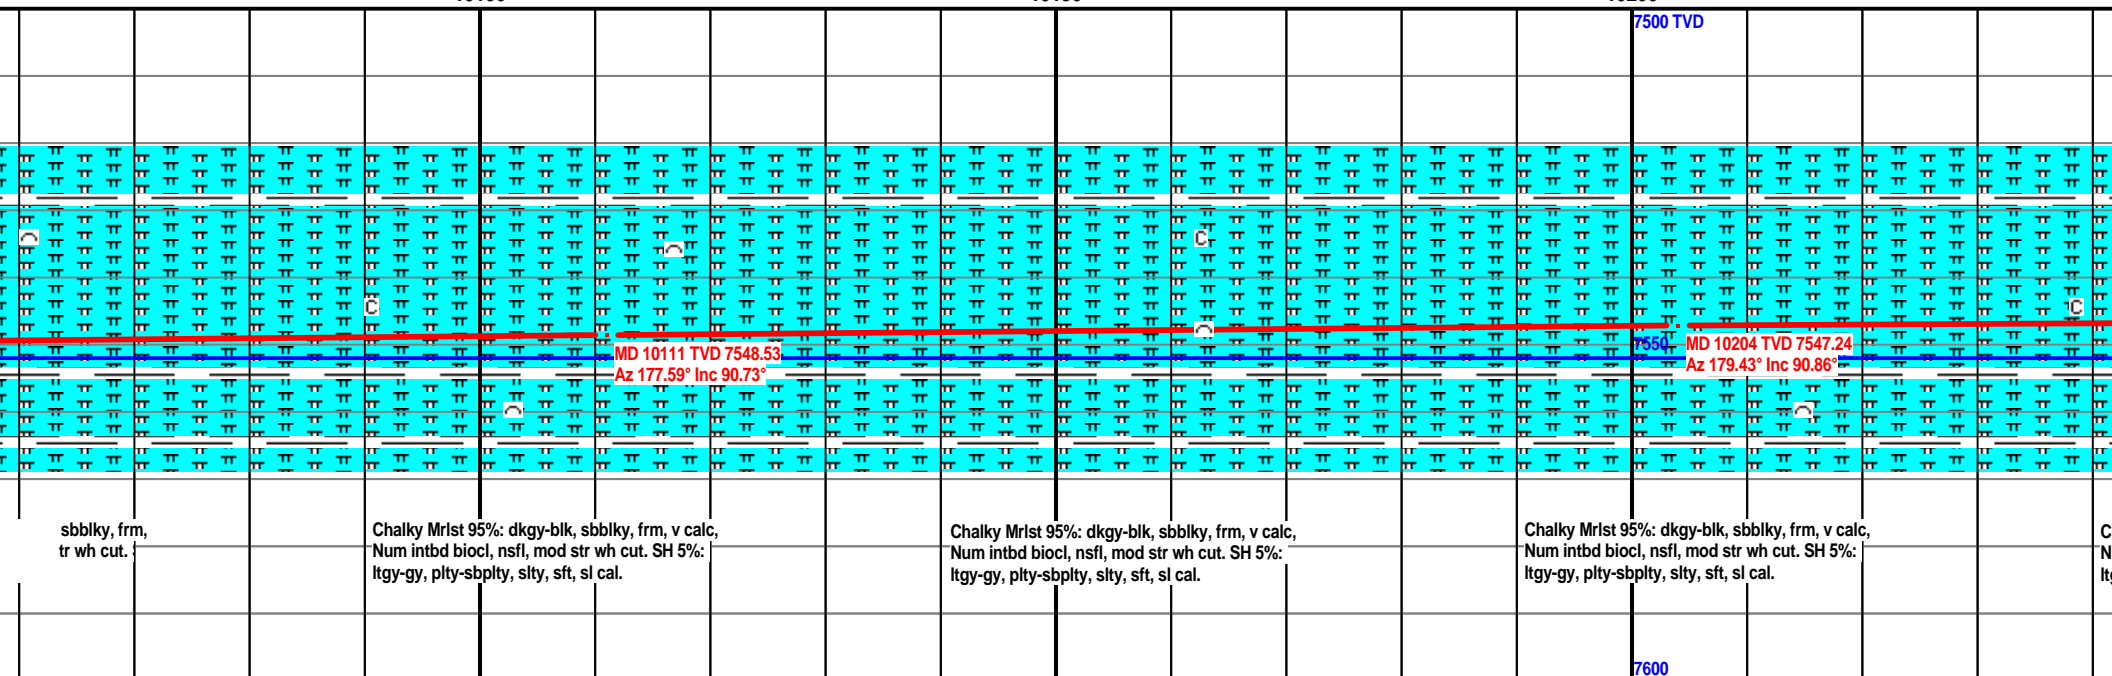 7500 TVD
MD 10111 TVD 7548.53
Az 177.59° Inc 90.73°
7550
MD 10204 TVD 7547.24
Az 179.43° Inc 90.86°
C
C
C
sbblky, frm,
tr wh cut.
Chalky Mrlst 95%: dkgy-blk, sbblky, frm, v calc,
Num intbd biocl, nsfl, mod str wh cut. SH 5%:
ltgy-gy, plty-sbplty, slty, sft, sl cal.
Chalky Mrlst 95%: dkgy-blk, sbblky, frm, v calc,
Num intbd biocl, nsfl, mod str wh cut. SH 5%:
ltgy-gy, plty-sbplty, slty, sft, sl cal.
Chalky Mrlst 95%: dkgy-blk, sbblky, frm, v calc,
Num intbd biocl, nsfl, mod str wh cut. SH 5%:
ltgy-gy, plty-sbplty, slty, sft, sl cal.
C
N
7600